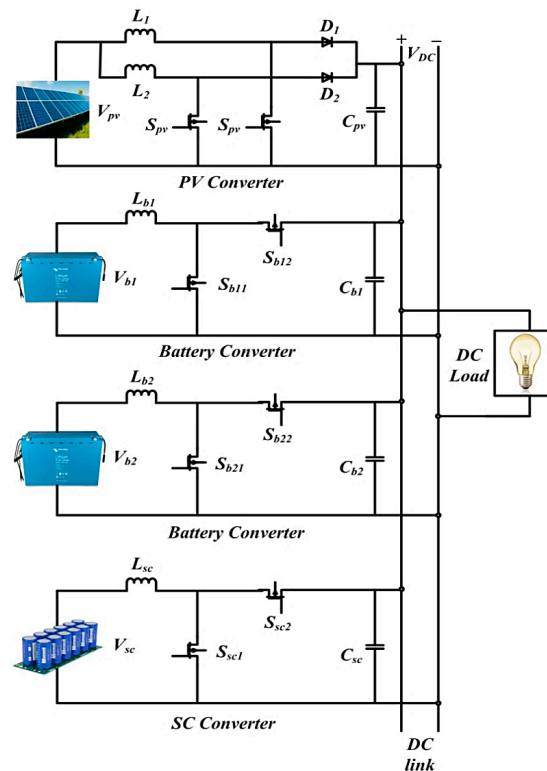 L1
D1
+ −
VDC
L2
D2
Vpv
Spv
Spv
Cpv
PV Converter
Lb1
Sb12
Vb1
Sb11
Cb1
Battery Converter
DC
Load
Lb2
Sb22
Vb2
Sb21
Cb2
Battery Converter
Lsc
Ssc2
Vsc
Ssc1
Csc
SC Converter
DC
link